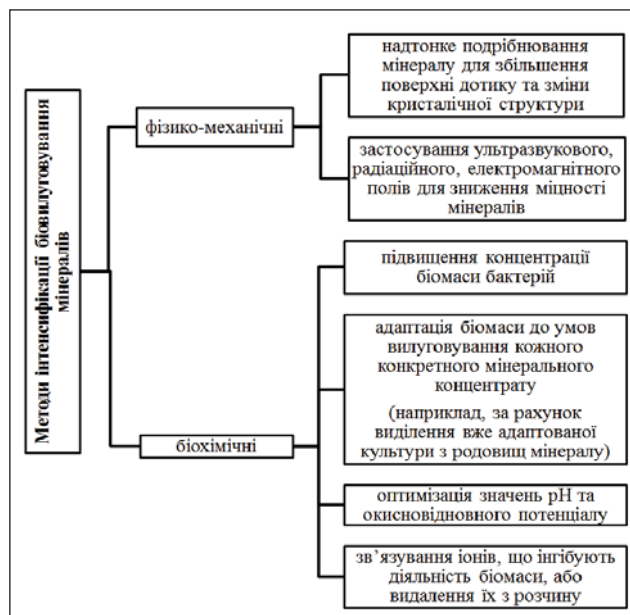 Методи інтенсифікації біовилуговування
мінералів
фізико-механічні
надтонке подрібнювання
мінералу для збільшення
поверхні дотику та зміни
кристалічної структури
застосування ультразвукового,
радіаційного, електромагнітного
полів для зниження міцності
мінералів
біохімічні
підвищення концентрації
біомаси бактерій
адаптація біомаси до умов
вилуговування кожного
конкретного мінерального
концентрату
(наприклад, за рахунок
виділення вже адаптованої
культури з родовищ мінералу)
оптимізація значень pH та
окисновідновного потенціалу
зв’язування іонів, що інгібують
діяльність біомаси, або
видалення їх з розчину